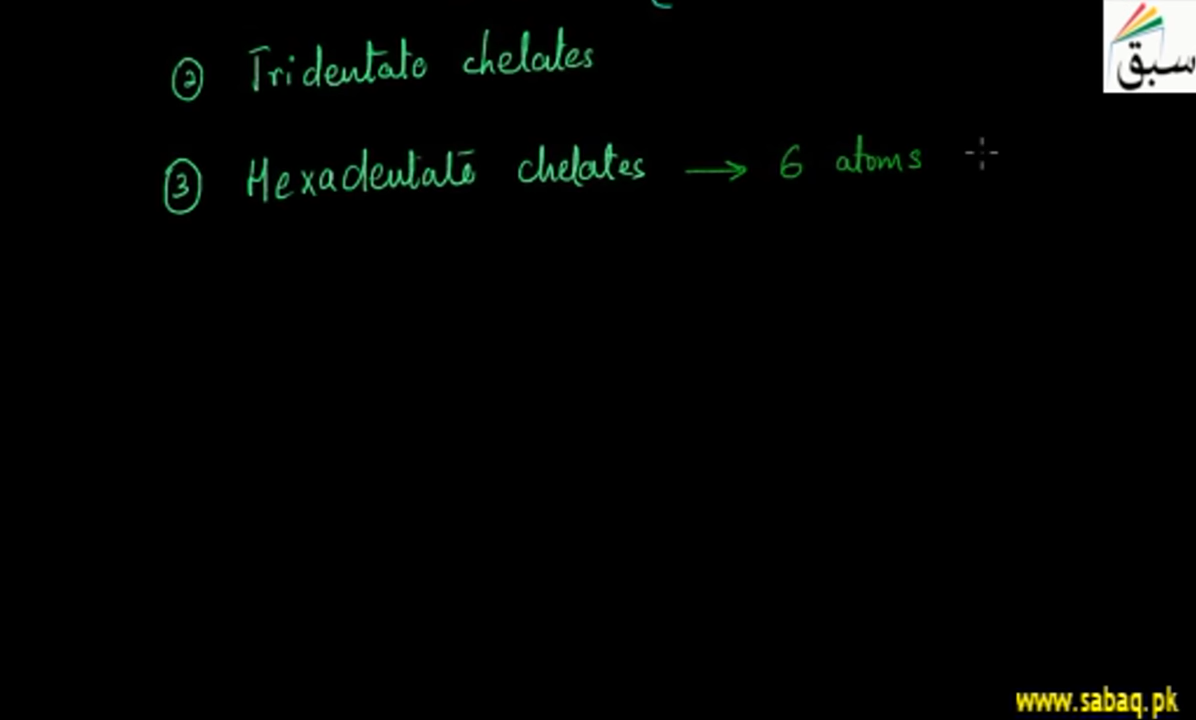 سبق
② Tridentate chelates
③ Hexadentate chelates → 6 atoms
www.sabaq.pk